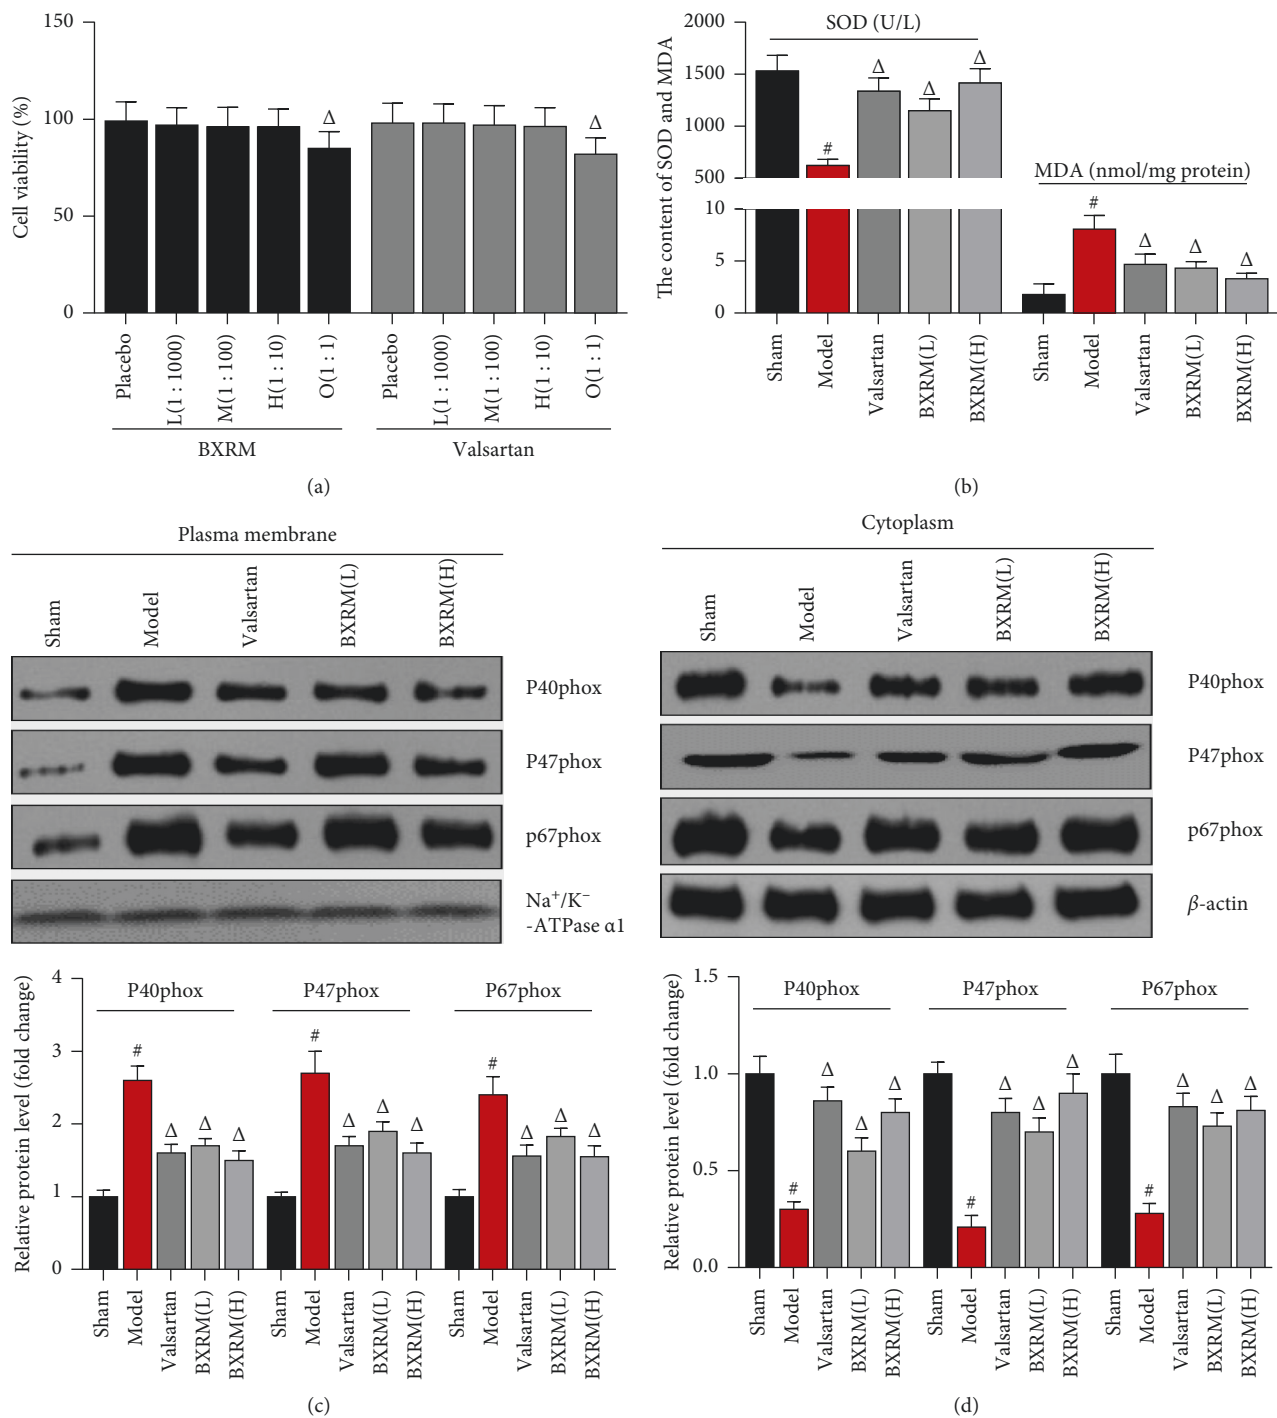 150
100
50
0
Cell viability (%)
Δ
Δ
Placebo
L(1 : 1000)
M(1 : 100)
H(1 : 10)
O(1 : 1)
Placebo
L(1 : 1000)
M(1 : 100)
H(1 : 10)
O(1 : 1)
BXRM
Valsartan
(a)
2000
1500
1000
500
10
5
0
The content of SOD and MDA
SOD (U/L)
#
Δ
Δ
Δ
MDA (nmol/mg protein)
#
Δ
Δ
Δ
Sham
Model
Valsartan
BXRM(L)
BXRM(H)
Sham
Model
Valsartan
BXRM(L)
BXRM(H)
(b)
Plasma membrane
Sham
Model
Valsartan
BXRM(L)
BXRM(H)
P40phox
P47phox
p67phox
Na⁺/K⁻
-ATPase α1
4
3
2
1
0
Relative protein level (fold change)
P40phox
P47phox
P67phox
#
Δ
Δ
Δ
#
Δ
Δ
Δ
#
Δ
Δ
Δ
Sham
Model
Valsartan
BXRM(L)
BXRM(H)
Sham
Model
Valsartan
BXRM(L)
BXRM(H)
Sham
Model
Valsartan
BXRM(L)
BXRM(H)
(c)
Cytoplasm
Sham
Model
Valsartan
BXRM(L)
BXRM(H)
P40phox
P47phox
p67phox
β-actin
1.5
1.0
0.5
0.0
Relative protein level (fold change)
P40phox
P47phox
P67phox
#
Δ
Δ
Δ
#
Δ
Δ
Δ
#
Δ
Δ
Δ
Sham
Model
Valsartan
BXRM(L)
BXRM(H)
Sham
Model
Valsartan
BXRM(L)
BXRM(H)
Sham
Model
Valsartan
BXRM(L)
BXRM(H)
(d)